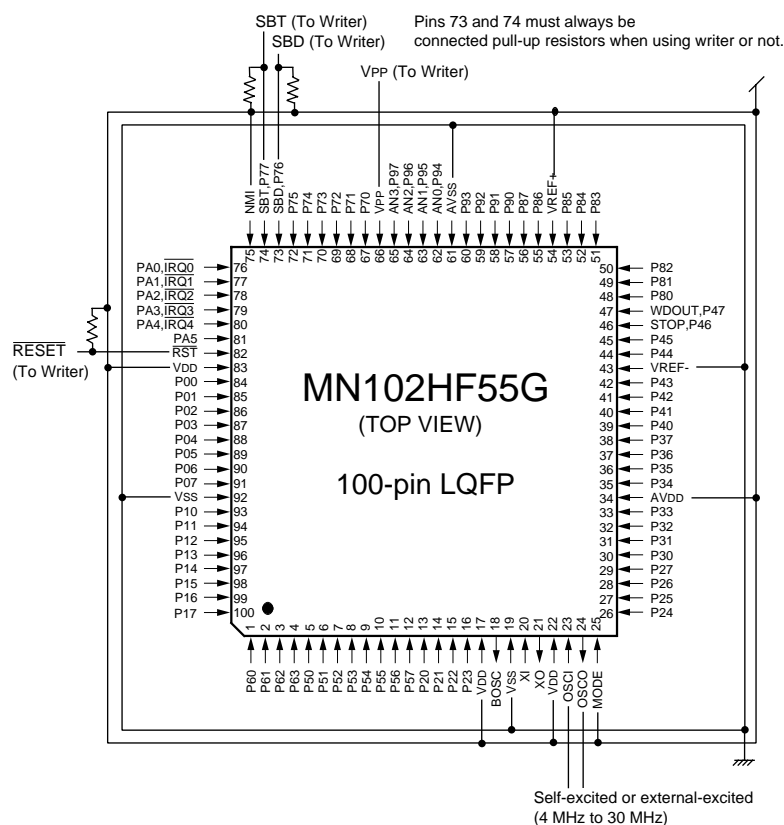 SBT (To Writer)
SBD (To Writer)
Pins 73 and 74 must always be
connected pull-up resistors when using writer or not.
VPP (To Writer)
NMI 75
SBT,P77 74
SBD,P76 73
P75 72
P74 71
P73 70
P72 69
P71 68
P70 67
VPP 66
AN3,P97 65
AN2,P96 64
AN1,P95 63
AN0,P94 62
AVSS 61
P93 60
P92 59
P91 58
P90 57
P87 56
P86 55
VREF+ 54
P85 53
P84 52
P83 51
PA0,IRQ0 76
PA1,IRQ1 77
PA2,IRQ2 78
PA3,IRQ3 79
PA4,IRQ4 80
PA5 81
RST 82
VDD 83
P00 84
P01 85
P02 86
P03 87
P04 88
P05 89
P06 90
P07 91
VSS 92
P10 93
P11 94
P12 95
P13 96
P14 97
P15 98
P16 99
P17 100
RESET
(To Writer)
MN102HF55G
(TOP VIEW)
100-pin LQFP
50 P82
49 P81
48 P80
47 WDOUT,P47
46 STOP,P46
45 P45
44 P44
43 VREF-
42 P43
41 P42
40 P41
39 P40
38 P37
37 P36
36 P35
35 P34
34 AVDD
33 P33
32 P32
31 P31
30 P30
29 P27
28 P26
27 P25
26 P24
1 P60
2 P61
3 P62
4 P63
5 P50
6 P51
7 P52
8 P53
9 P54
10 P55
11 P56
12 P57
13 P20
14 P21
15 P22
16 P23
17 VDD
18 BOSC
19 VSS
20 XI
21 XO
22 VDD
23 OSCI
24 OSCO
25 MODE
Self-excited or external-excited
(4 MHz to 30 MHz)